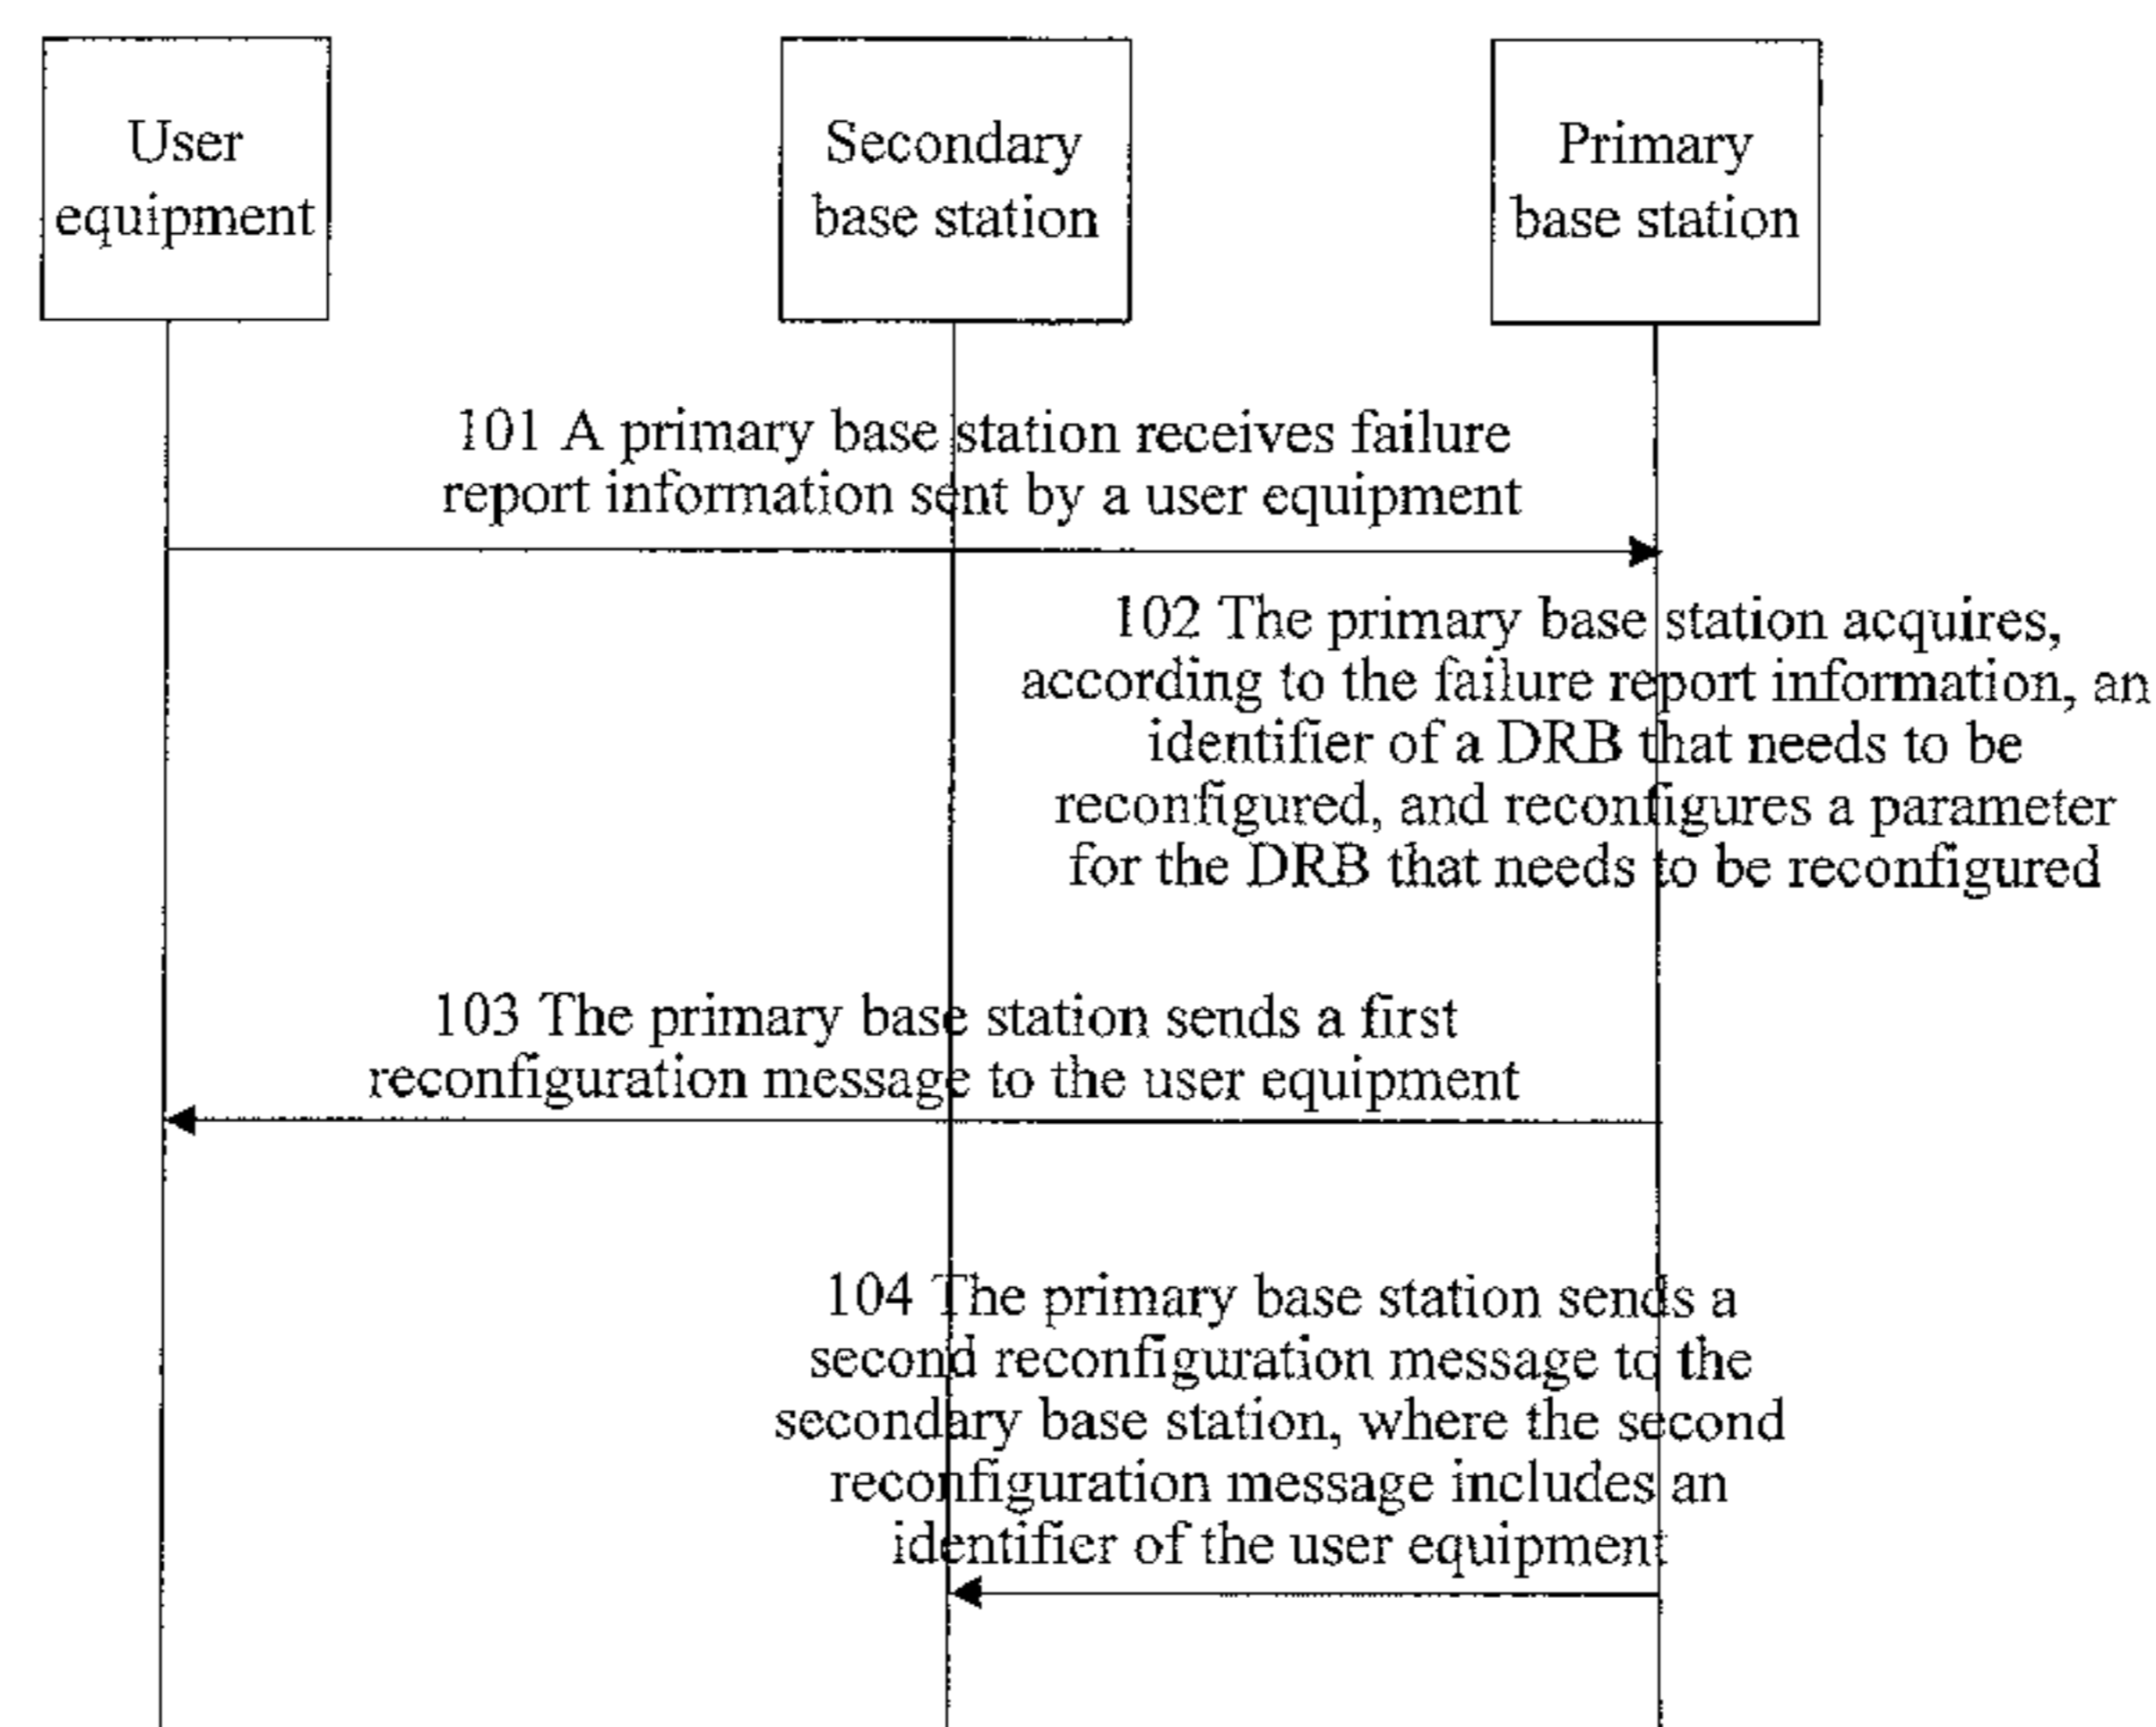 User
equipment
Secondary
base station
Primary
base station
101 A primary base station receives failure
report information sent by a user equipment
102 The primary base station acquires,
according to the failure report information, an
identifier of a DRB that needs to be
reconfigured, and reconfigures a parameter
for the DRB that needs to be reconfigured
103 The primary base station sends a first
reconfiguration message to the user equipment
104 The primary base station sends a
second reconfiguration message to the
secondary base station, where the second
reconfiguration message includes an
identifier of the user equipment